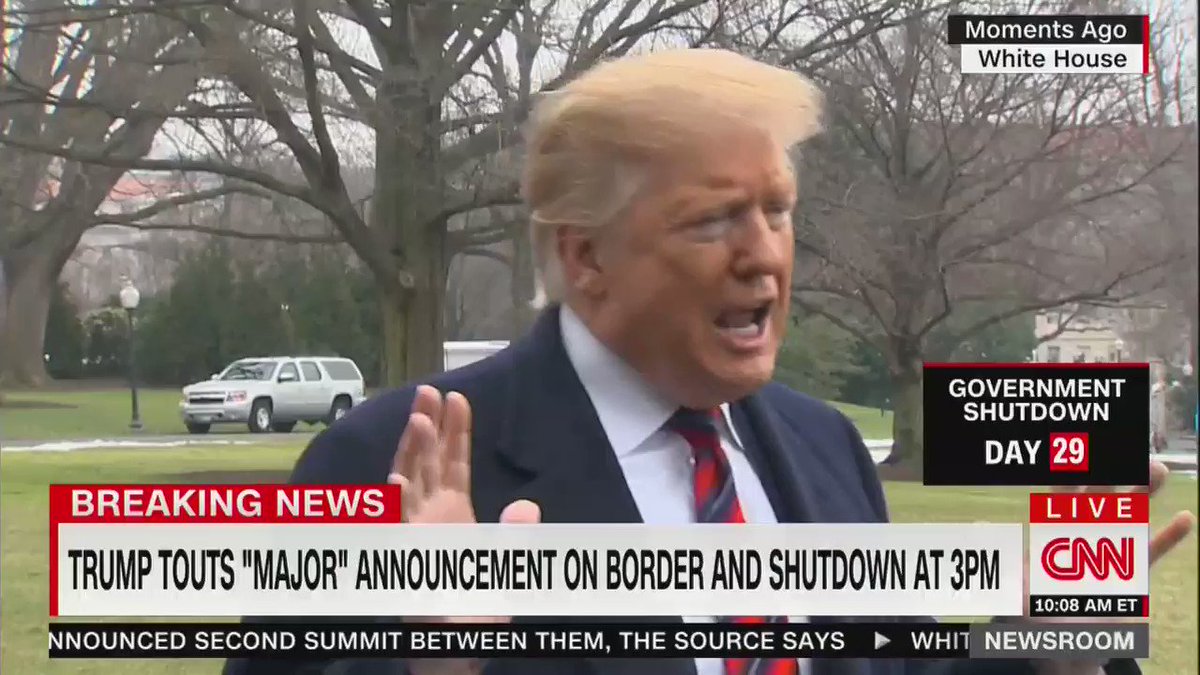 Moments Ago
White House
GOVERNMENT
SHUTDOWN
DAY 29
BREAKING NEWS
TRUMP TOUTS "MAJOR" ANNOUNCEMENT ON BORDER AND SHUTDOWN AT 3PM
LIVE
CNN
10:08 AM ET
NNOUNCED SECOND SUMMIT BETWEEN THEM, THE SOURCE SAYS ▶ WHIT
NEWSROOM